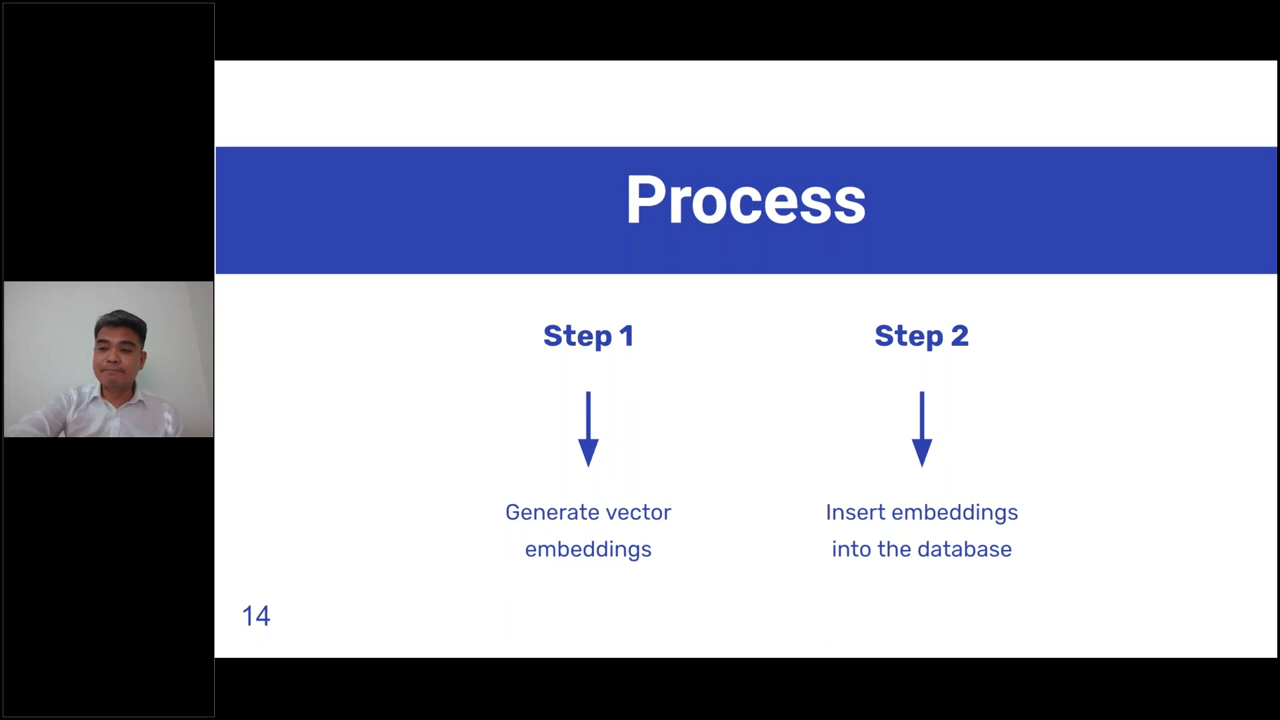 Process
Step 1
Step 2
Generate vector
embeddings
Insert embeddings
into the database
14